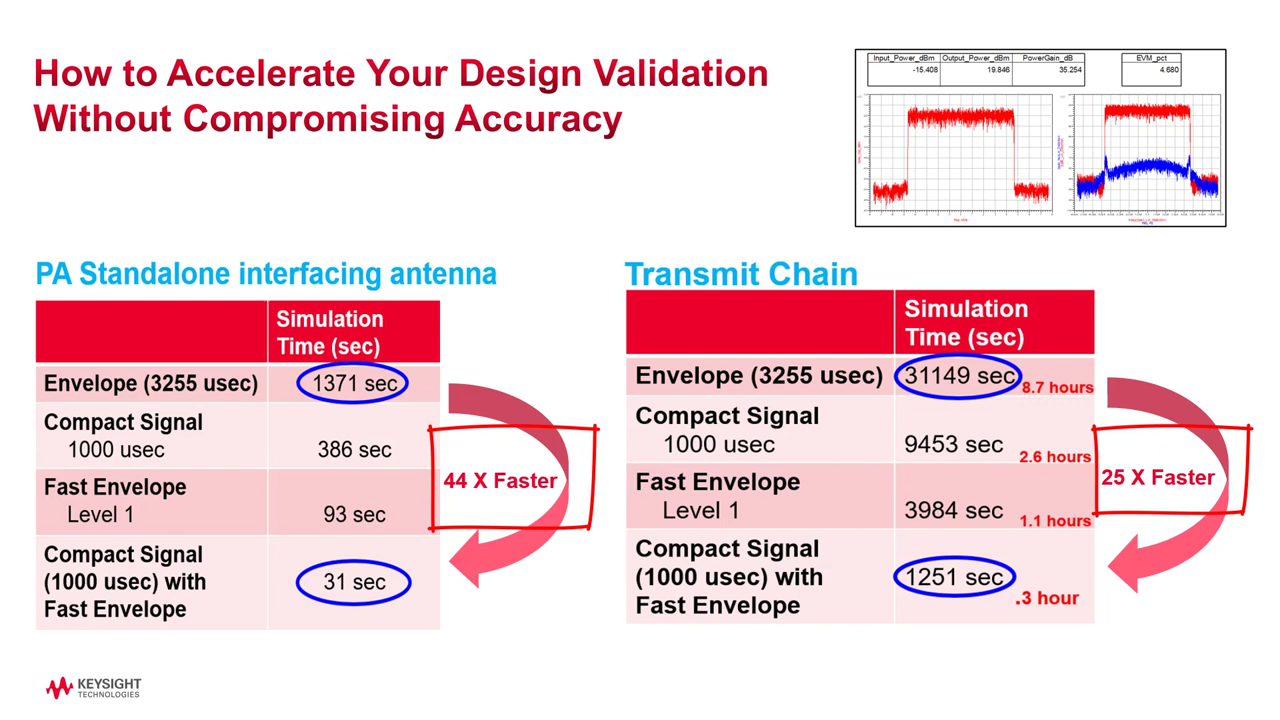 How to Accelerate Your Design Validation
Without Compromising Accuracy
Input_Power_dBm Output_Power_dBm PowerGain_dB
-15.408 19.846 35.254
EVM_pct
4.680
PA Standalone interfacing antenna
Simulation
Time (sec)
Envelope (3255 usec) 1371 sec
Compact Signal
1000 usec 386 sec
Fast Envelope
Level 1 93 sec
Compact Signal
(1000 usec) with
Fast Envelope
31 sec
44 X Faster
Transmit Chain
Simulation
Time (sec)
Envelope (3255 usec) 31149 sec 8.7 hours
Compact Signal
1000 usec 9453 sec 2.6 hours
Fast Envelope
Level 1 3984 sec 1.1 hours
Compact Signal
(1000 usec) with
Fast Envelope
1251 sec
.3 hour
25 X Faster
KEYSIGHT
TECHNOLOGIES